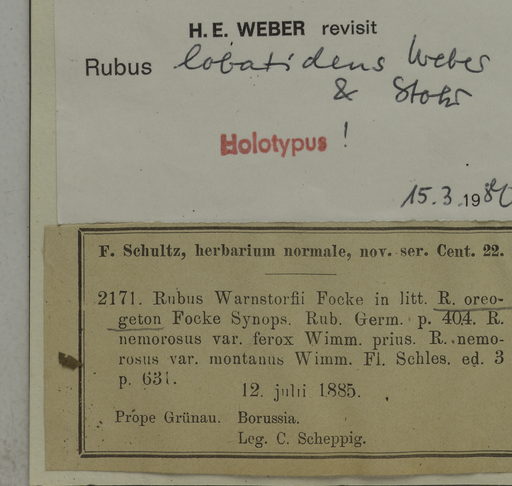 H. E. WEBER revisit
Rubus lobatidens Weber
& Stohr
Holotypus !
15.3.198
F. Schultz, herbarium normale, nov. ser. Cent. 22.
2171. Rubus Warnstorfii Focke in litt. R. oreo-
geton Focke Synops. Rub. Germ. p. 404. R.
nemorosus var. ferox Wimm. prius. R. nemo-
rosus var. montanus Wimm. Fl. Schles. ed. 3
p. 631.
12. julii 1885.
Prope Grünau. Borussia.
Leg. C. Scheppig.